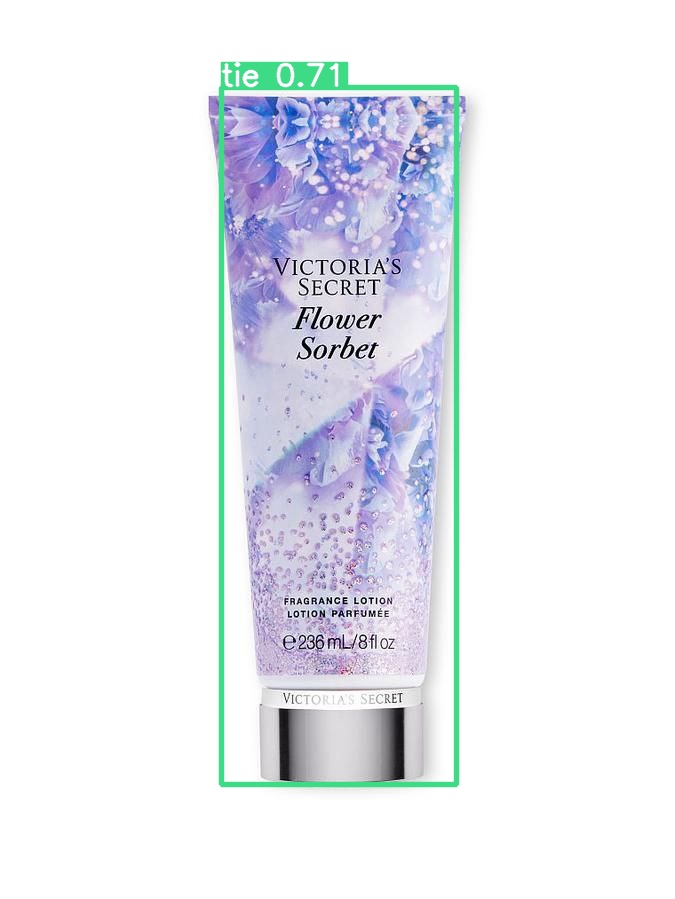 tie 0.71
VICTORIA'S
SECRET
Flower
Sorbet
FRAGRANCE LOTION
LOTION PARFUMÉE
℮ 236 mL/8 fl oz
VICTORIA'S SECRET